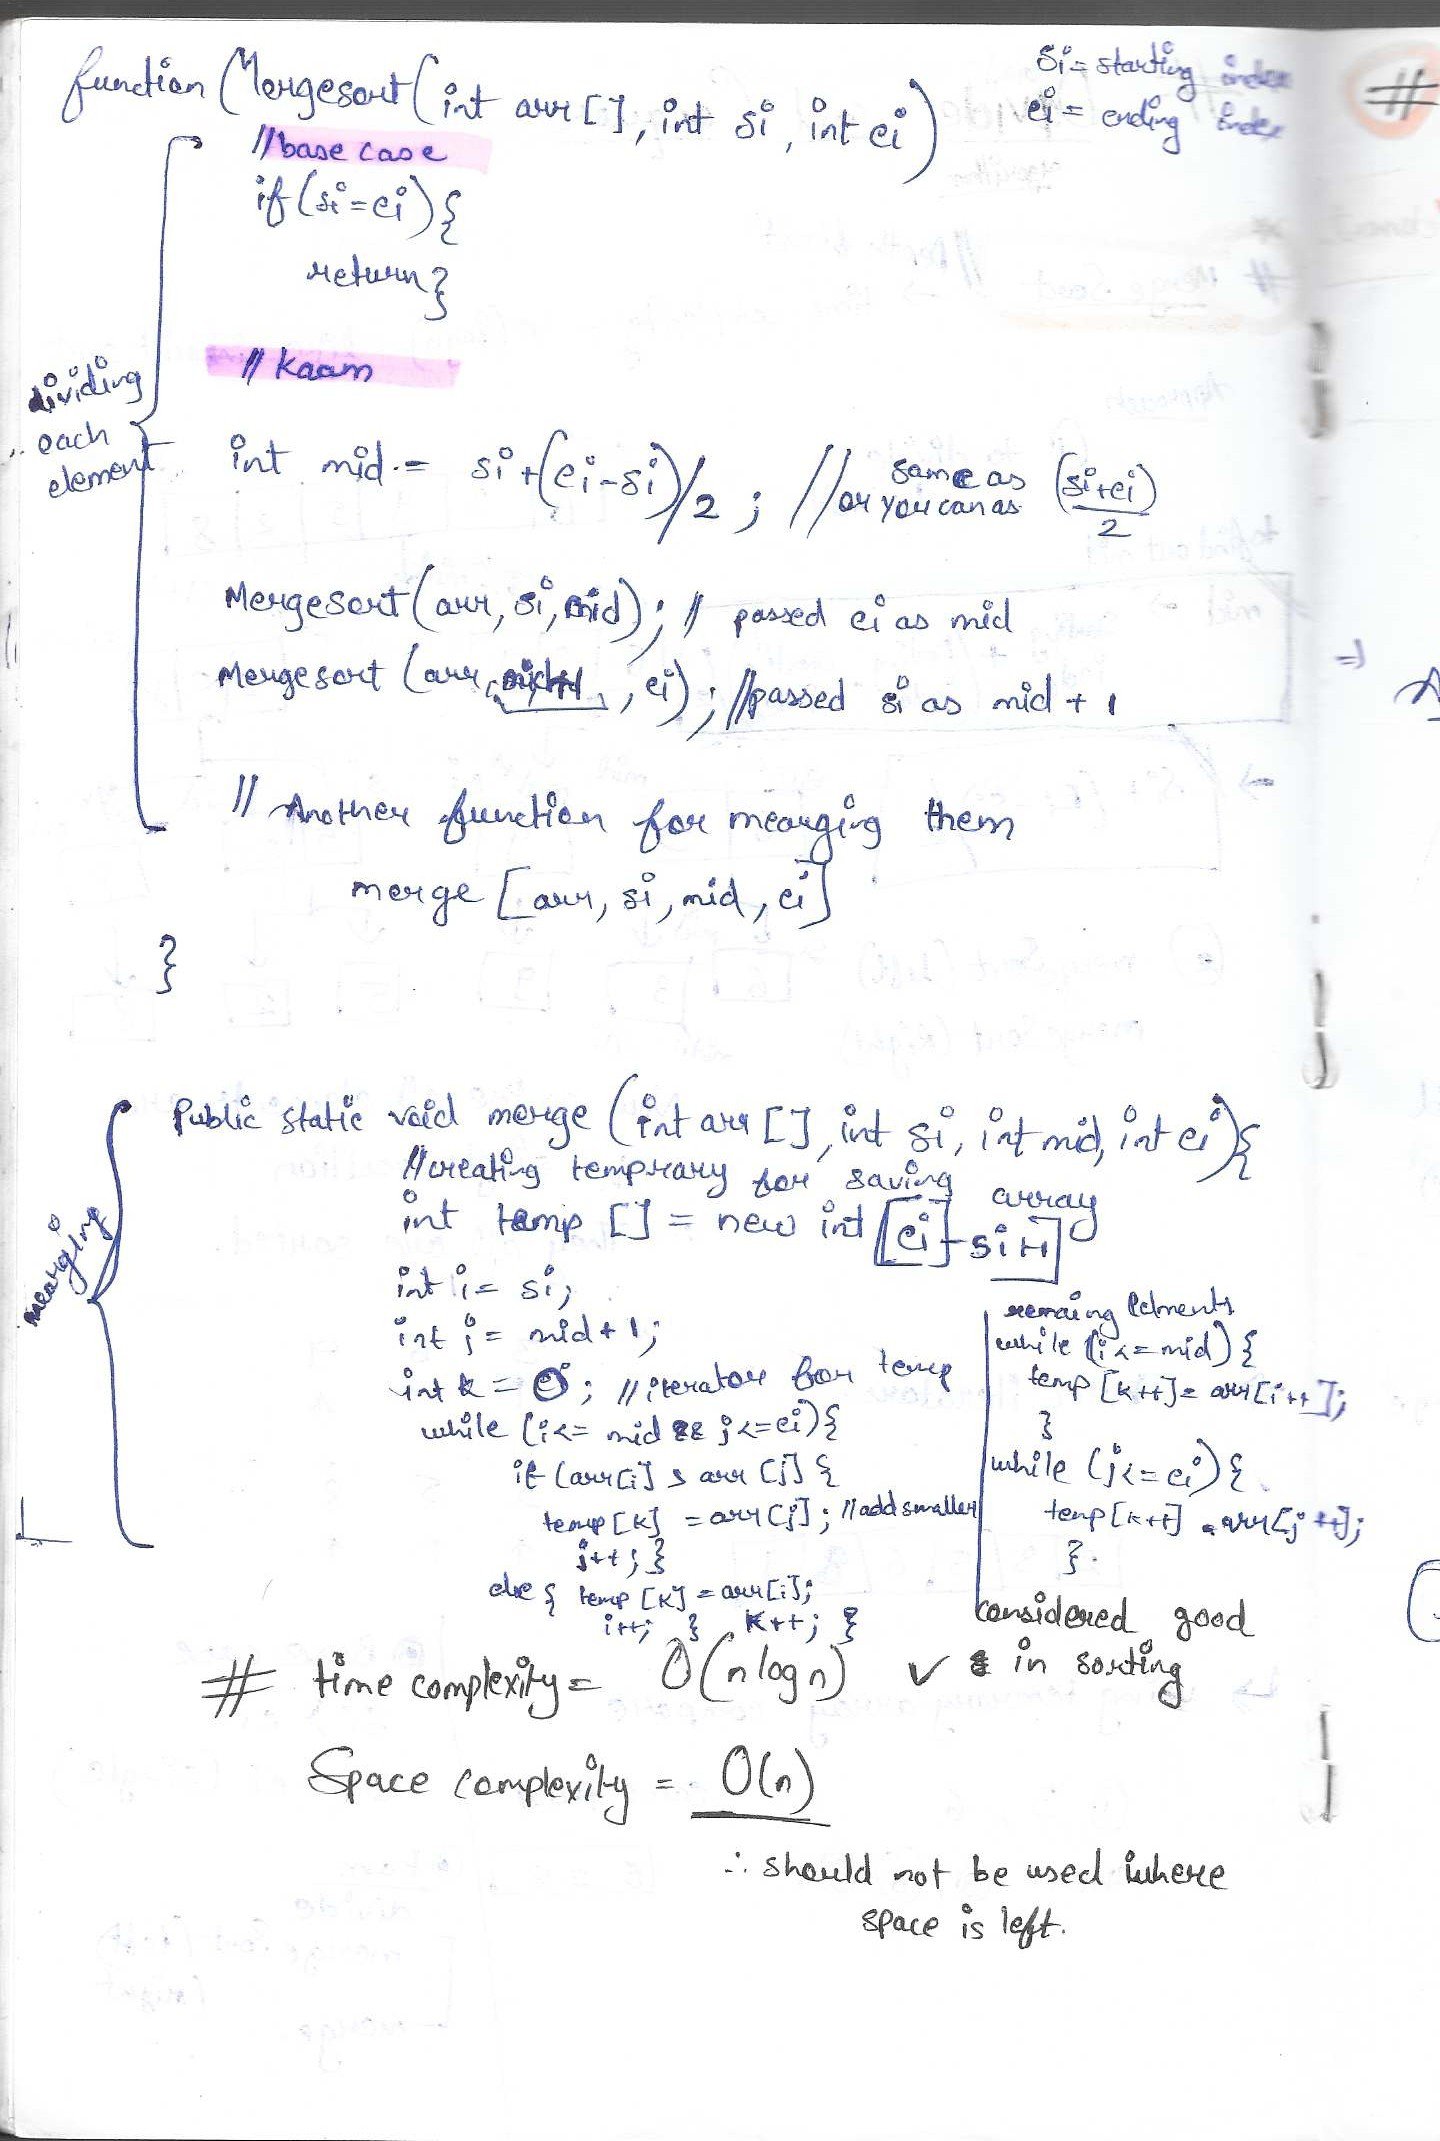 function (Mergesort (int arr [], int si, int ei)
si = starting index
ei = ending index
//base case
if (si=ei) {
return}
// Kaam
dividing
each
element
int mid = si+(ei-si)/2 ; // same as (si+ei)/2
or you can as
Mergesort (arr, si, mid); // passed ei as mid
Mergesort (arr, mid+1, ei); //passed si as mid + 1
// Another function for mearging them
merge [arr, si, mid, ei]
}
mearging
Public static void merge (int arr [], int si, int mid, int ei){
//creating temprary for saving array
int temp [] = new int [ei]-si+1]
int i = si;
int j = mid+1;
int k = 0; //iterator for temp
while (i<= mid && j<=ei){
if (arr[i] > arr [j] {
temp [k] = arr[j]; //add smaller
j++; }
else { temp [k] = arr[i];
i++; } k++; }
remaing Eelments
while (i<=mid) {
temp [k++] = arr[i++];
}
while (j<=ei) {
temp[k++] = arr[j++];
}.
# time complexity = O(n log n) ✓ considered good
in sorting
Space complexity = O(n)
∴ should not be used where
space is left.
#